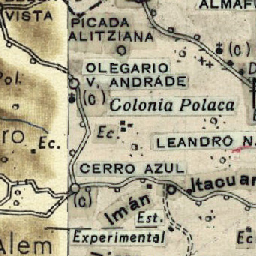 VISTA
PICADA
ALITZIANA
ALMAF
(c)
OLEGARIO
V. ANDRADE
(c)
Pol.
Colonia Polaca
Ec.
Ec.
LEANDRO N.
ro
CERRO AZUL
(c)
Itacuar
Imán
Est.
Experimental
Alem
Ec